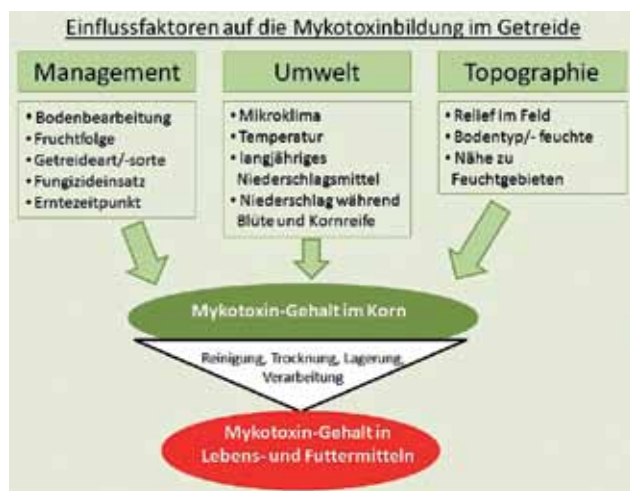 Einflussfaktoren auf die Mykotoxinbildung im Getreide
Management
• Bodenbearbeitung
• Fruchtfolge
• Getreideart/-sorte
• Fungizideinsatz
• Erntezeitpunkt
Umwelt
• Mikroklima
• Temperatur
• langjähriges
Niederschlagsmittel
• Niederschlag während
Blüte und Kornreife
Topographie
• Relief im Feld
• Bodentyp/- feuchte
• Nähe zu
Feuchtgebieten
Mykotoxin-Gehalt im Korn
Reinigung, Trocknung, Lagerung,
Verarbeitung
Mykotoxin-Gehalt in
Lebens- und Futtermitteln